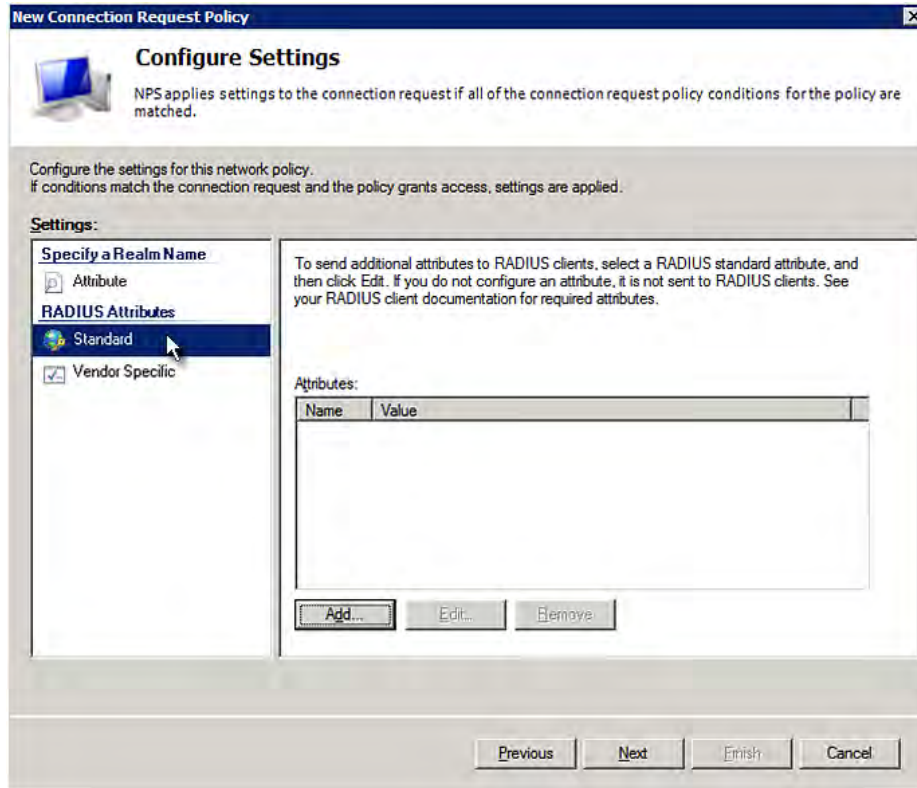 New Connection Request Policy
Configure Settings
NPS applies settings to the connection request if all of the connection request policy conditions for the policy are
matched.
Configure the settings for this network policy.
If conditions match the connection request and the policy grants access, settings are applied.
Settings:
Specify a Realm Name
Attribute
RADIUS Attributes
Standard
Vendor Specific
To send additional attributes to RADIUS clients, select a RADIUS standard attribute, and
then click Edit. If you do not configure an attribute, it is not sent to RADIUS clients. See
your RADIUS client documentation for required attributes.
Attributes:
Name Value
Add... Edit... Remove
Previous Next Finish Cancel